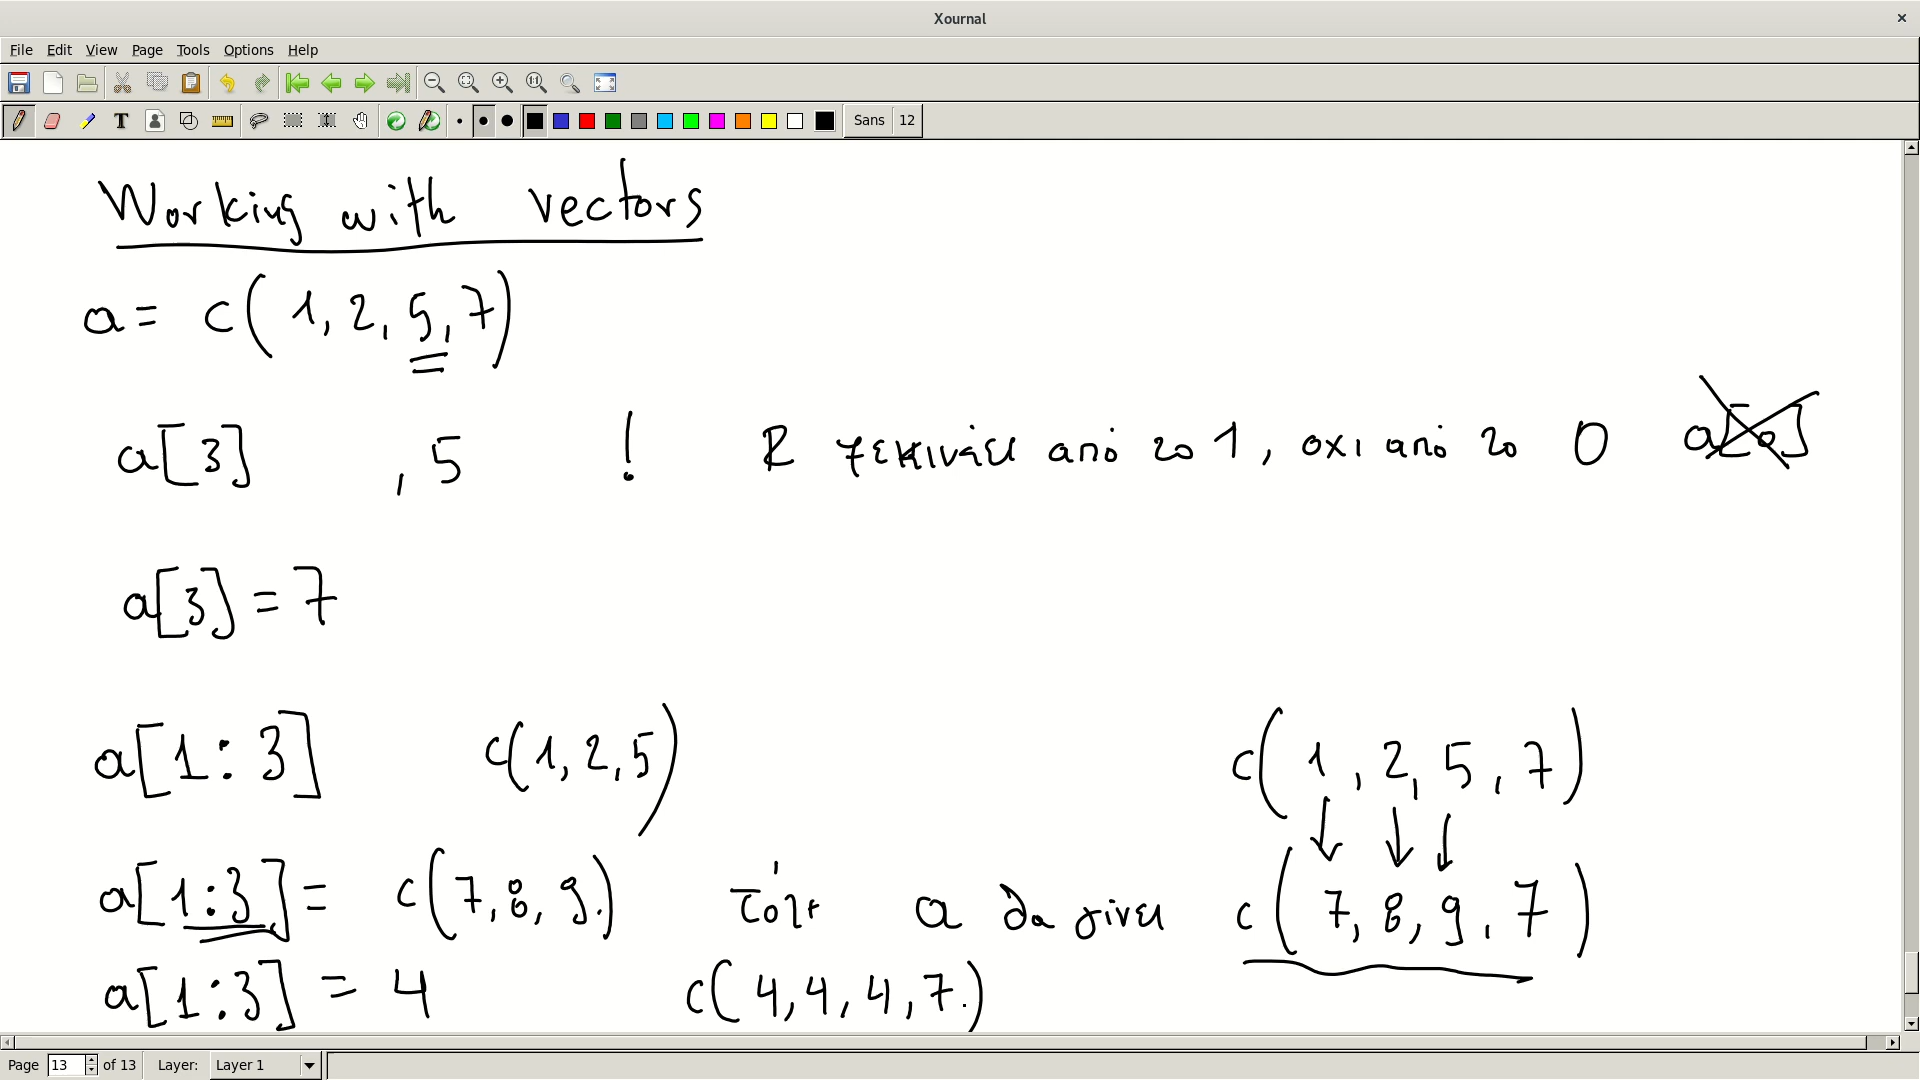 Xournal
File Edit View Page Tools Options Help
Sans 12
Working with vectors
a = c( 1, 2, 5, 7)
a[3] , 5 ! R ξεκινάει από το 1, οχι από το 0 a[0]
a[3] = 7
a[1:3] c(1, 2, 5) c( 1, 2, 5, 7)
a[1:3] = c(7, 8, 9.) τότε a θα γίνει c( 7, 8, 9, 7)
a[1:3] = 4 c( 4, 4, 4, 7.)
Page 13 of 13 Layer: Layer 1